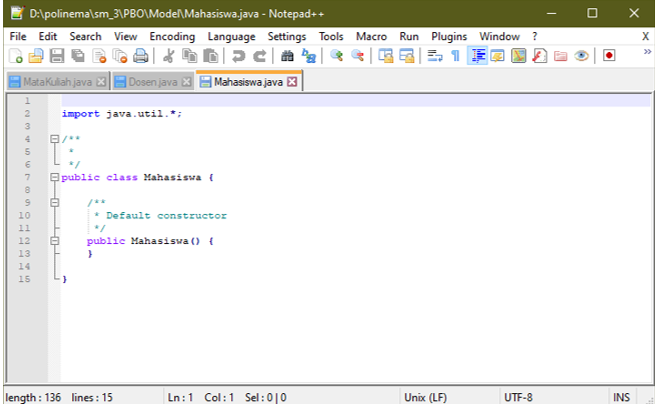 D:\polinema\sm_3\PBO\Model\Mahasiswa.java - Notepad++
File Edit Search View Encoding Language Settings Tools Macro Run Plugins Window ? X
MataKuliah.java Dosen.java Mahasiswa.java
1
2 import java.util.*;
3
4 /**
5 *
6 */
7 public class Mahasiswa {
8
9 /**
10 * Default constructor
11 */
12 public Mahasiswa() {
13 }
14
15 }
length : 136 lines : 15 Ln : 1 Col : 1 Sel : 0 | 0 Unix (LF) UTF-8 INS